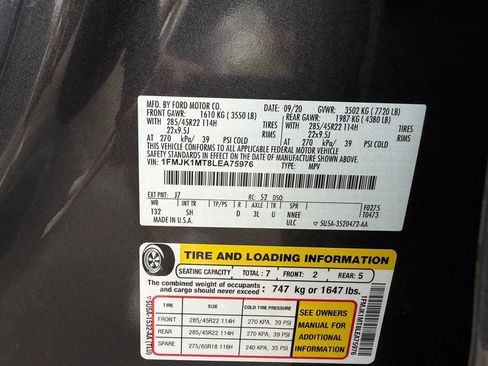 MFD. BY FORD MOTOR CO.
09/20 GVWR: 3502 KG (7720 LB)
FRONT GAWR: 1610 KG (3550 LB) REAR GAWR: 1987 KG (4380 LB)
WITH 285/45R22 114H TIRES WITH 285/45R22 114H TIRES
22x9.5J RIMS 22x9.5J RIMS
AT 270 kPa/ 39 PSI COLD AT 270 kPa/ 39 PSI COLD
THIS VEHICLE CONFORMS TO ALL APPLICABLE FEDERAL MOTOR VEHICLE
SAFETY STANDARDS IN EFFECT ON THE DATE OF MANUFACTURE SHOWN ABOVE.
VIN: 1FMJK1MT8LEA75976 TYPE: MPV
EXT PNT: J7 RC: 52 DSO:
WB TR TP/PS R AXLE TR SPR
132 SH D 3L U NNEE
F0275
T0473
MADE IN U.S.A. ULC 5U5A-3520472-AA
TIRE AND LOADING INFORMATION
SEATING CAPACITY TOTAL : 7 FRONT: 2 REAR: 5
The combined weight of occupants
and cargo should never exceed : 747 kg or 1647 lbs.
TIRE SIZE COLD TIRE PRESSURE
FRONT 285/45R22 114H 270 KPA, 39 PSI
REAR 285/45R22 114H 270 KPA, 39 PSI
SPARE 275/65R18 116H 240 KPA, 35 PSI
SEE OWNERS
MANUAL FOR
ADDITIONAL
INFORMATION
5U5A-1532-AA
1FMJK1MT8LEA75976